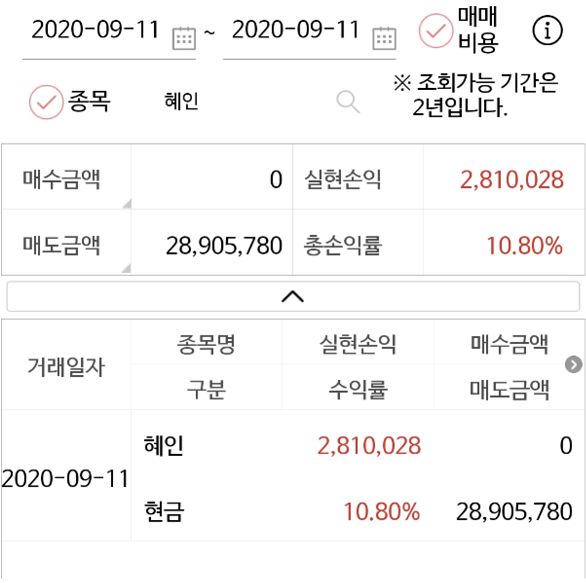 2020-09-11 ~ 2020-09-11 매매
비용
종목 혜인 ※ 조회가능 기간은
2년입니다.
매수금액 0 실현손익 2,810,028
매도금액 28,905,780 총손익률 10.80%
거래일자 종목명 실현손익 매수금액
구분 수익률 매도금액
2020-09-11 혜인 2,810,028 0
현금 10.80% 28,905,780